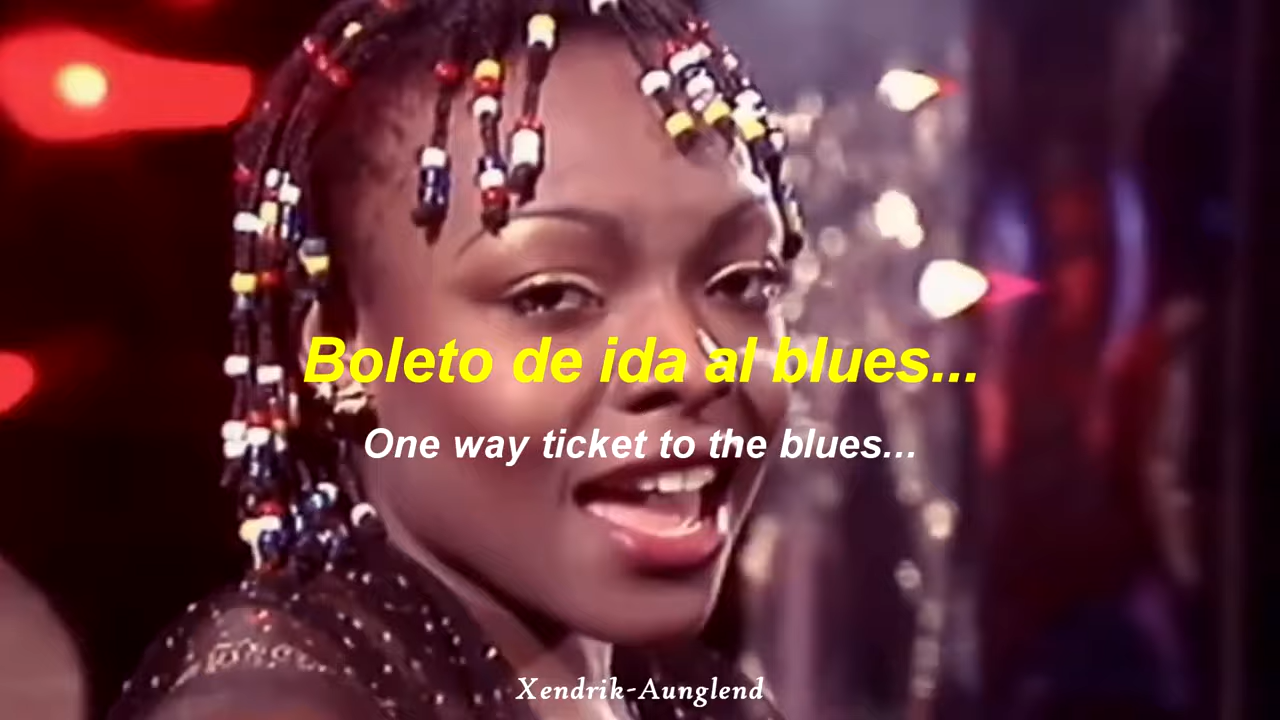 Boleto de ida al blues...
One way ticket to the blues...
Xendrik-Aunglend